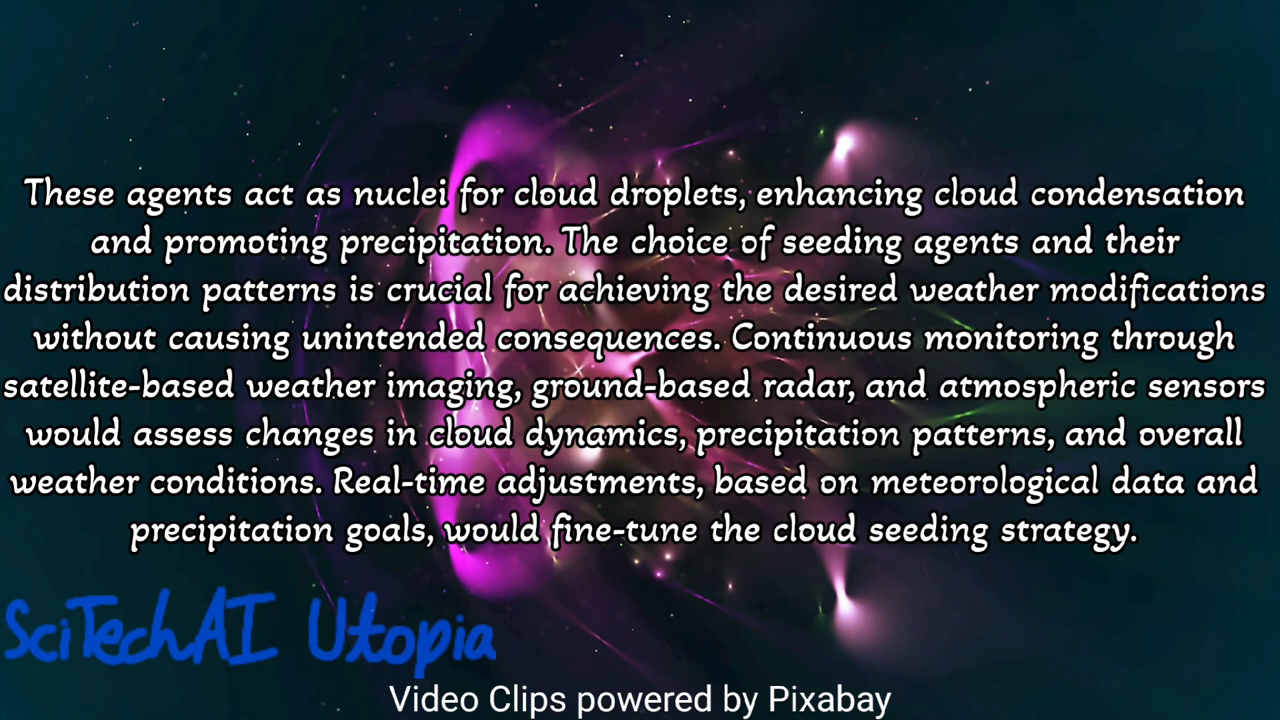 These agents act as nuclei for cloud droplets, enhancing cloud condensation
and promoting precipitation. The choice of seeding agents and their
distribution patterns is crucial for achieving the desired weather modifications
without causing unintended consequences. Continuous monitoring through
satellite-based weather imaging, ground-based radar, and atmospheric sensors
would assess changes in cloud dynamics, precipitation patterns, and overall
weather conditions. Real-time adjustments, based on meteorological data and
precipitation goals, would fine-tune the cloud seeding strategy.
SciTechAI Utopia
Video Clips powered by Pixabay